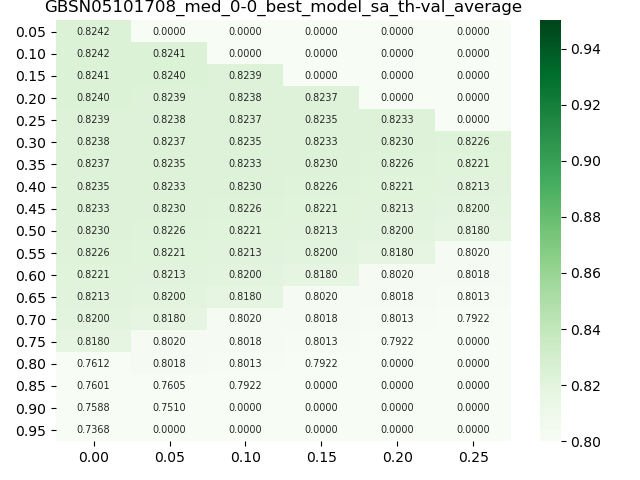 GBSN05101708_med_0-0_best_model_sa_th-val_average
0.05 0.8242 0.0000 0.0000 0.0000 0.0000 0.0000
0.10 0.8242 0.8241 0.0000 0.0000 0.0000 0.0000
0.15 0.8241 0.8240 0.8239 0.0000 0.0000 0.0000
0.20 0.8240 0.8239 0.8238 0.8237 0.0000 0.0000
0.25 0.8239 0.8238 0.8237 0.8235 0.8233 0.0000
0.30 0.8238 0.8237 0.8235 0.8233 0.8230 0.8226
0.35 0.8237 0.8235 0.8233 0.8230 0.8226 0.8221
0.40 0.8235 0.8233 0.8230 0.8226 0.8221 0.8213
0.45 0.8233 0.8230 0.8226 0.8221 0.8213 0.8200
0.50 0.8230 0.8226 0.8221 0.8213 0.8200 0.8180
0.55 0.8226 0.8221 0.8213 0.8200 0.8180 0.8020
0.60 0.8221 0.8213 0.8200 0.8180 0.8020 0.8018
0.65 0.8213 0.8200 0.8180 0.8020 0.8018 0.8013
0.70 0.8200 0.8180 0.8020 0.8018 0.8013 0.7922
0.75 0.8180 0.8020 0.8018 0.8013 0.7922 0.0000
0.80 0.7612 0.8018 0.8013 0.7922 0.0000 0.0000
0.85 0.7601 0.7605 0.7922 0.0000 0.0000 0.0000
0.90 0.7588 0.7510 0.0000 0.0000 0.0000 0.0000
0.95 0.7368 0.0000 0.0000 0.0000 0.0000 0.0000
0.00 0.05 0.10 0.15 0.20 0.25
0.94
0.92
0.90
0.88
0.86
0.84
0.82
0.80